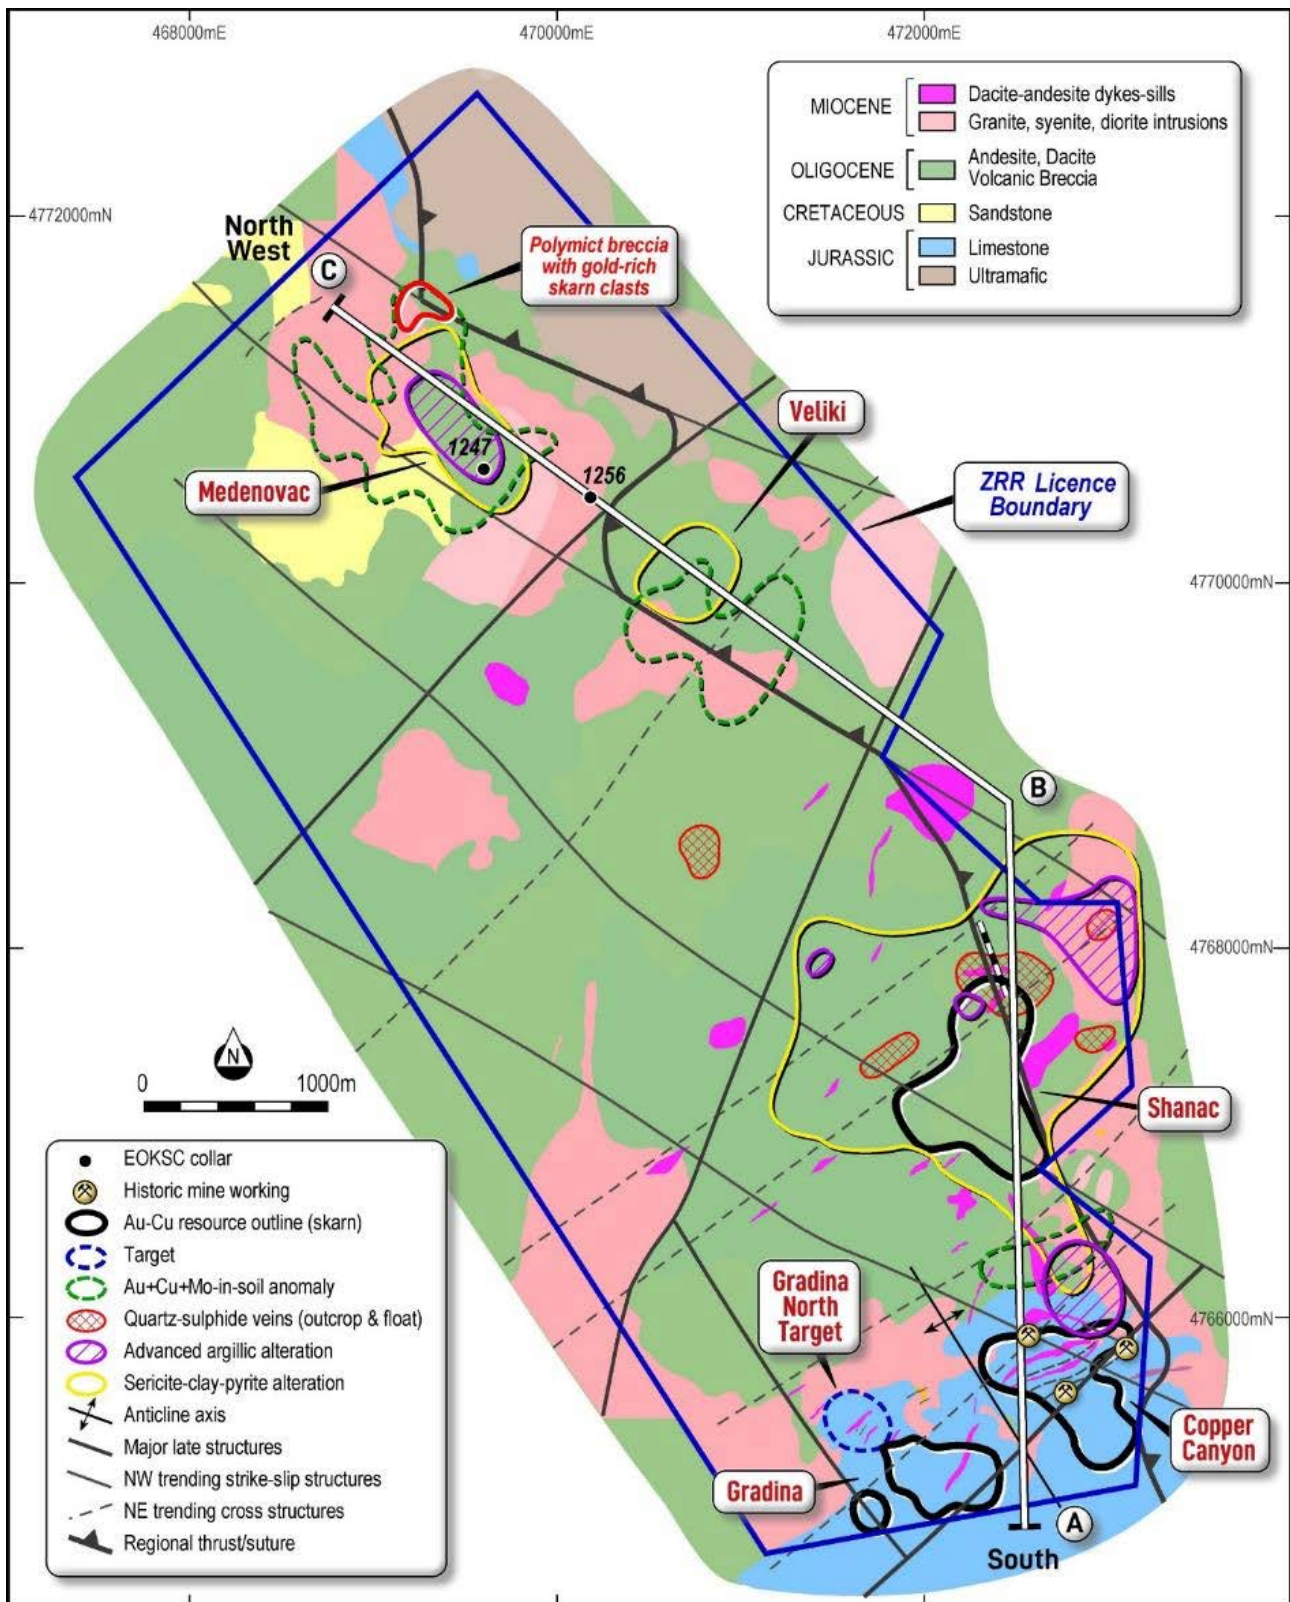 468000mE
470000mE
472000mE
MIOCENE
Dacite-andesite dykes-sills
Granite, syenite, diorite intrusions
OLIGOCENE
Andesite, Dacite
Volcanic Breccia
CRETACEOUS
Sandstone
JURASSIC
Limestone
Ultramafic
4772000mN
North
West
C
Polymict breccia
with gold-rich
skarn clasts
Veliki
1247
1256
Medenovac
ZRR Licence
Boundary
4770000mN
B
4768000mN
N
0
1000m
Shanac
EOKSC collar
Historic mine working
Au-Cu resource outline (skarn)
Target
Au+Cu+Mo-in-soil anomaly
Quartz-sulphide veins (outcrop & float)
Advanced argillic alteration
Sericite-clay-pyrite alteration
Anticline axis
Major late structures
NW trending strike-slip structures
NE trending cross structures
Regional thrust/suture
Gradina
North
Target
4766000mN
Copper
Canyon
Gradina
A
South